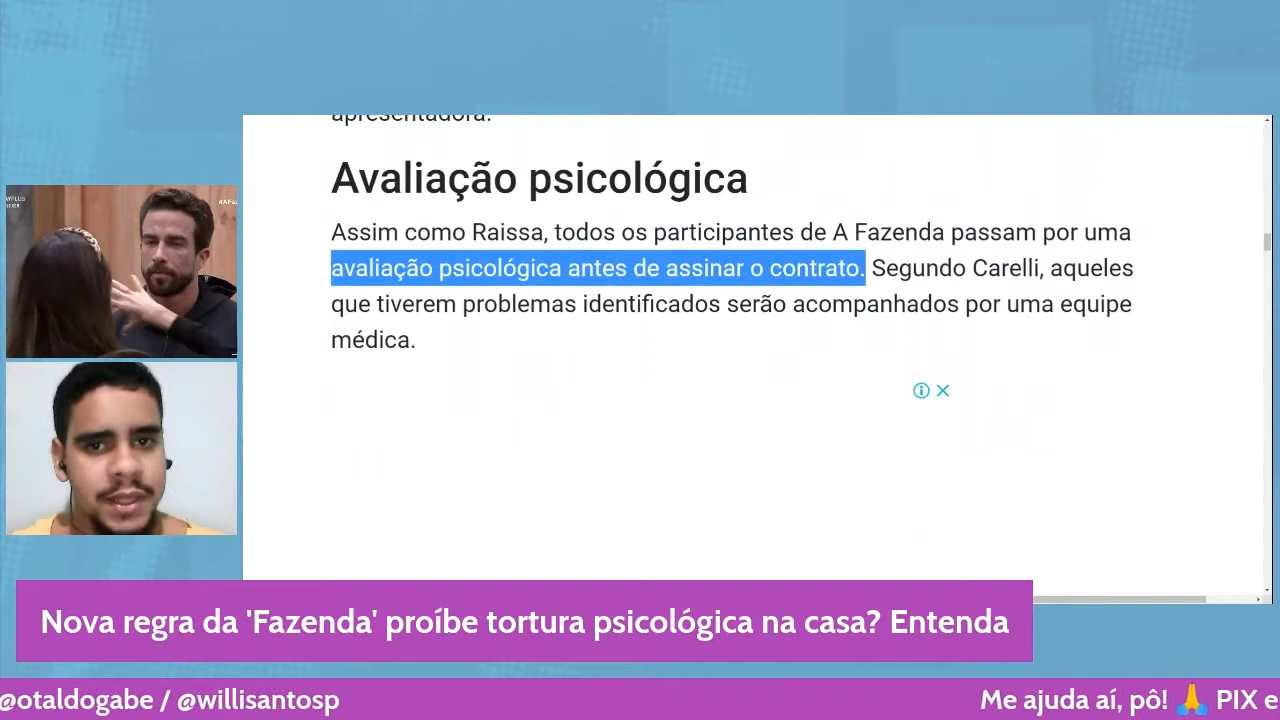 apresentadora.
Avaliação psicológica
Assim como Raissa, todos os participantes de A Fazenda passam por uma
avaliação psicológica antes de assinar o contrato. Segundo Carelli, aqueles
que tiverem problemas identificados serão acompanhados por uma equipe
médica.
Nova regra da 'Fazenda' proíbe tortura psicológica na casa? Entenda
@otaldogabe / @willisantosp
Me ajuda aí, pô! 🙏 PIX e